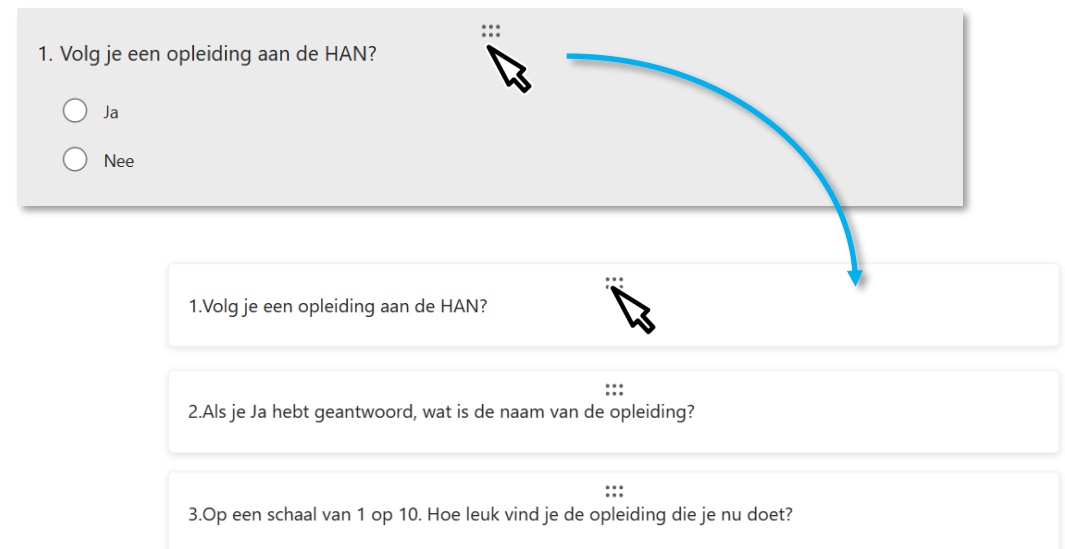 1. Volg je een opleiding aan de HAN?
Ja
Nee
1.Volg je een opleiding aan de HAN?
2.Als je Ja hebt geantwoord, wat is de naam van de opleiding?
3.Op een schaal van 1 op 10. Hoe leuk vind je de opleiding die je nu doet?